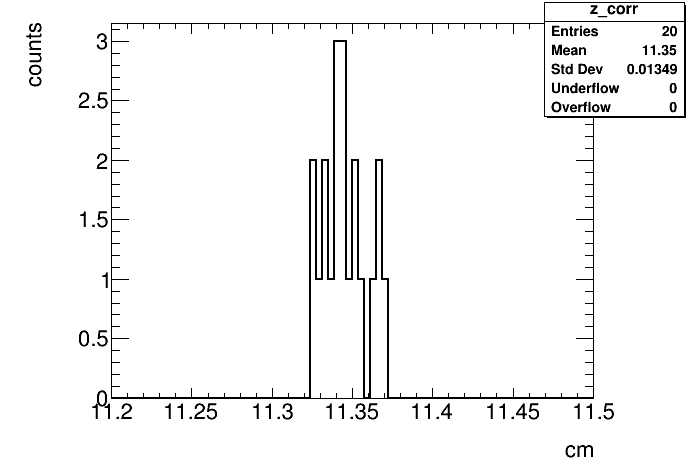 z_corr
Entries 20
Mean 11.35
Std Dev 0.01349
Underflow 0
Overflow 0
counts
3
2.5
2
1.5
1
0.5
0
11.2 11.25 11.3 11.35 11.4 11.45 11.5
cm